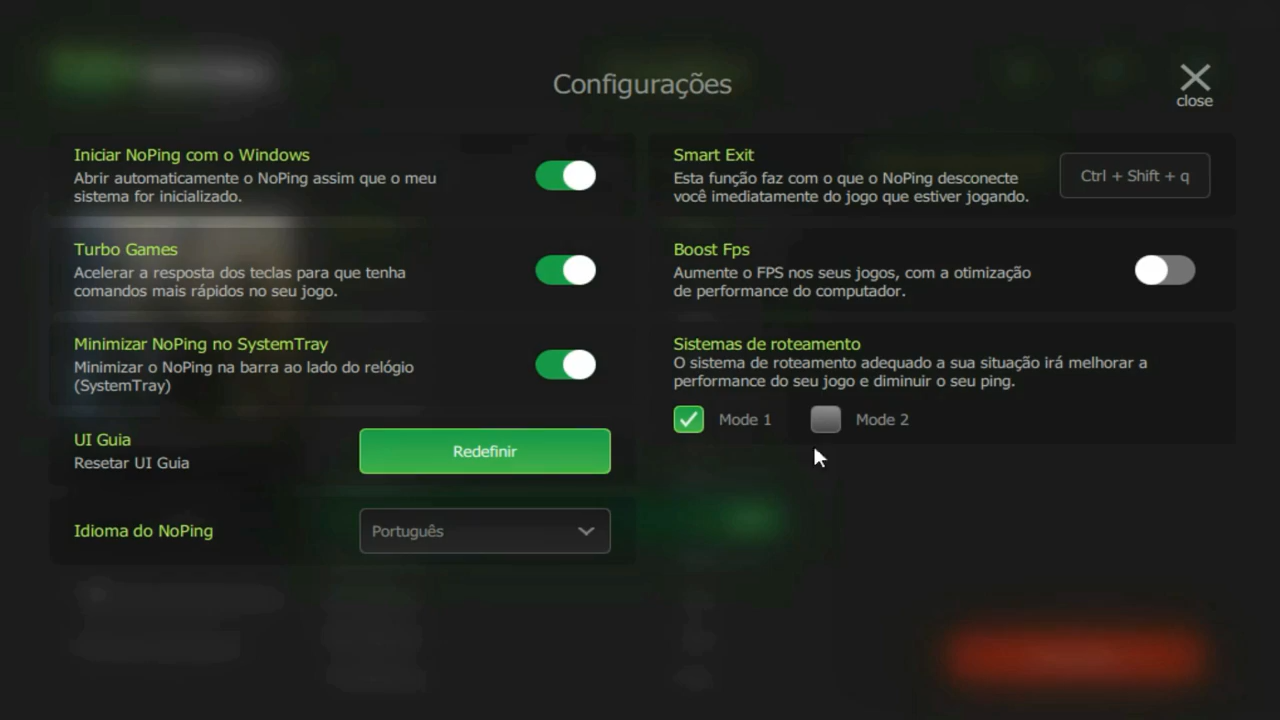 Configurações
close
Iniciar NoPing com o Windows
Abrir automaticamente o NoPing assim que o meu
sistema for inicializado.
Turbo Games
Acelerar a resposta dos teclas para que tenha
comandos mais rápidos no seu jogo.
Minimizar NoPing no SystemTray
Minimizar o NoPing na barra ao lado do relógio
(SystemTray)
UI Guia
Resetar UI Guia
Redefinir
Idioma do NoPing
Português
Smart Exit
Esta função faz com o que o NoPing desconecte
você imediatamente do jogo que estiver jogando.
Ctrl + Shift + q
Boost Fps
Aumente o FPS nos seus jogos, com a otimização
de performance do computador.
Sistemas de roteamento
O sistema de roteamento adequado a sua situação irá melhorar a
performance do seu jogo e diminuir o seu ping.
Mode 1
Mode 2